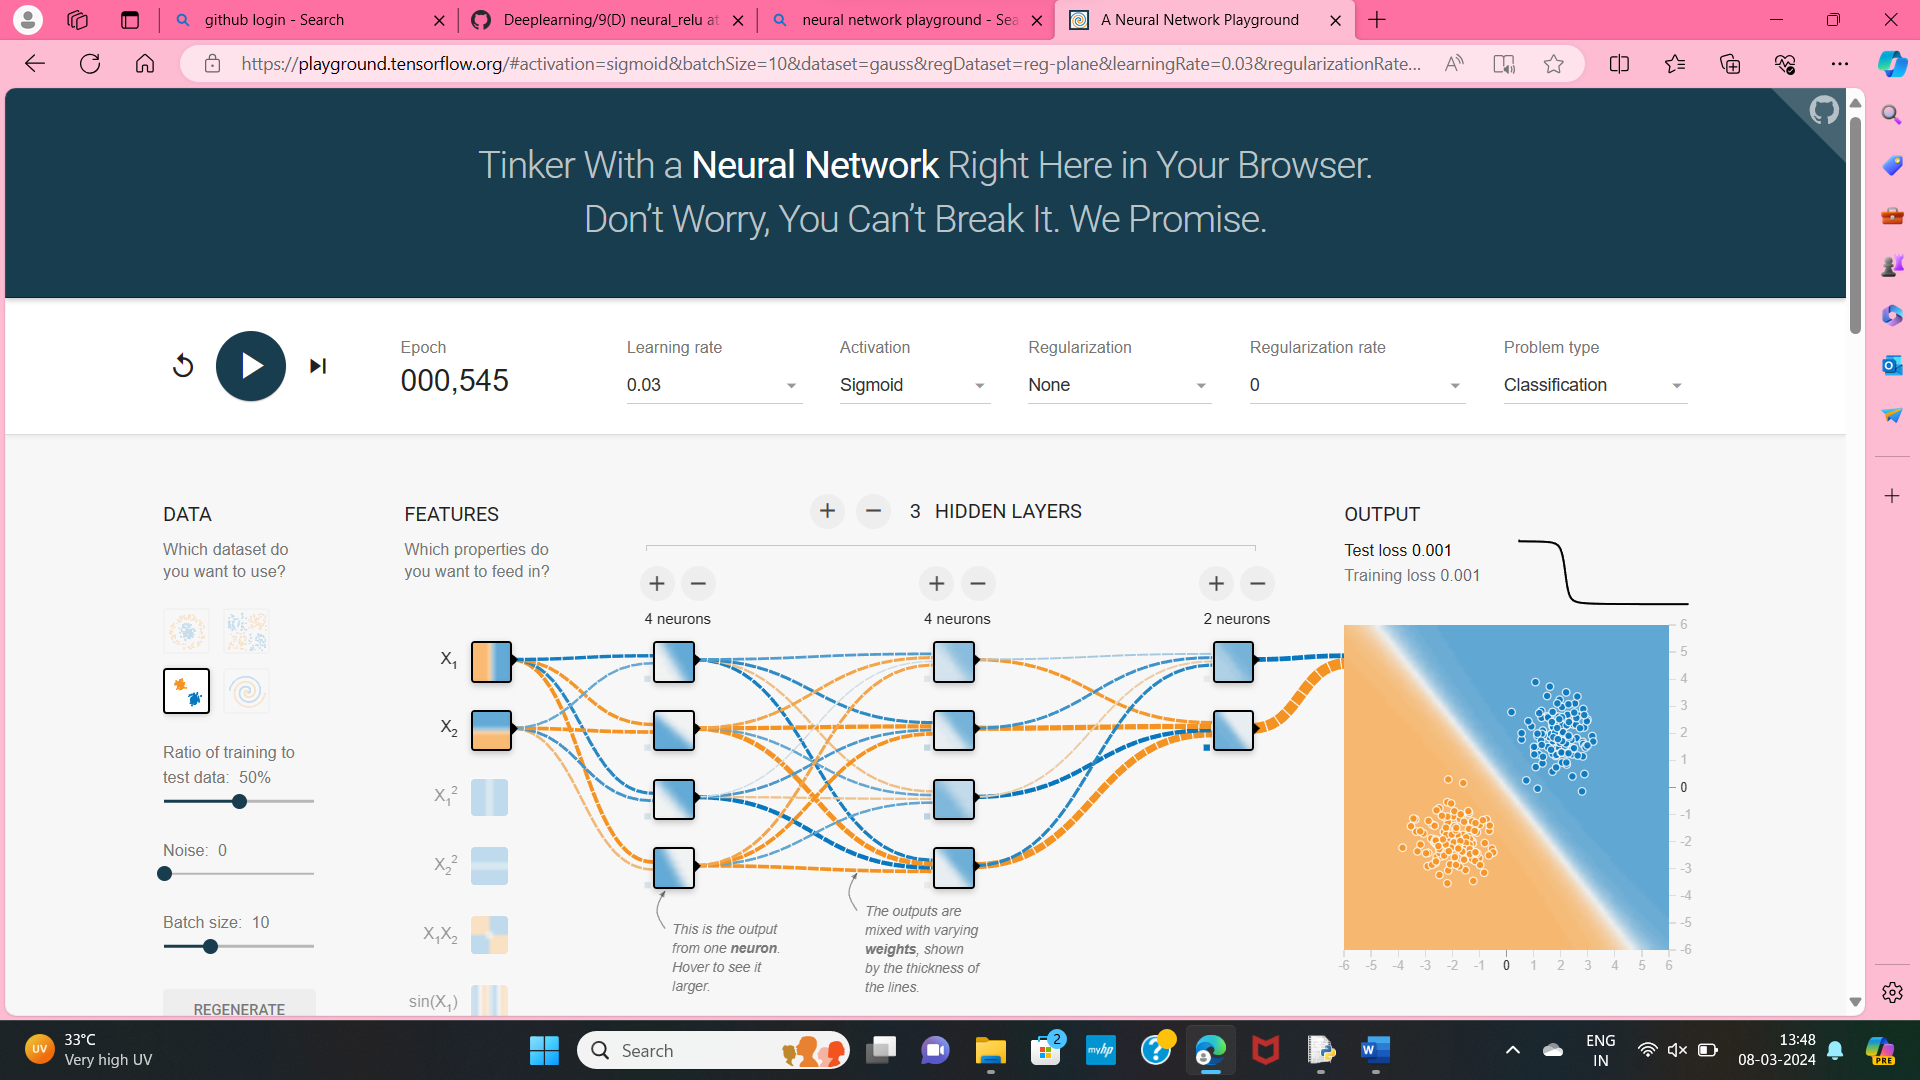 github login - Search
Deeplearning/9(D) neural_relu at
neural network playground - Sea
A Neural Network Playground
https://playground.tensorflow.org/#activation=sigmoid&batchSize=10&dataset=gauss&regDataset=reg-plane&learningRate=0.03&regularizationRate...
Tinker With a Neural Network Right Here in Your Browser.
Don't Worry, You Can't Break It. We Promise.
Epoch
000,545
Learning rate
0.03
Activation
Sigmoid
Regularization
None
Regularization rate
0
Problem type
Classification
DATA
Which dataset do
you want to use?
Ratio of training to
test data: 50%
Noise: 0
Batch size: 10
REGENERATE
FEATURES
Which properties do
you want to feed in?
X1
X2
X1²
X2²
X1X2
sin(X1)
3 HIDDEN LAYERS
4 neurons
4 neurons
2 neurons
This is the output
from one neuron.
Hover to see it
larger.
The outputs are
mixed with varying
weights, shown
by the thickness of
the lines.
OUTPUT
Test loss 0.001
Training loss 0.001
6
5
4
3
2
1
0
-1
-2
-3
-4
-5
-6
-6 -5 -4 -3 -2 -1 0 1 2 3 4 5 6
UV
33°C
Very high UV
Search
2
myhp
W
PRE
ENG
IN
13:48
08-03-2024